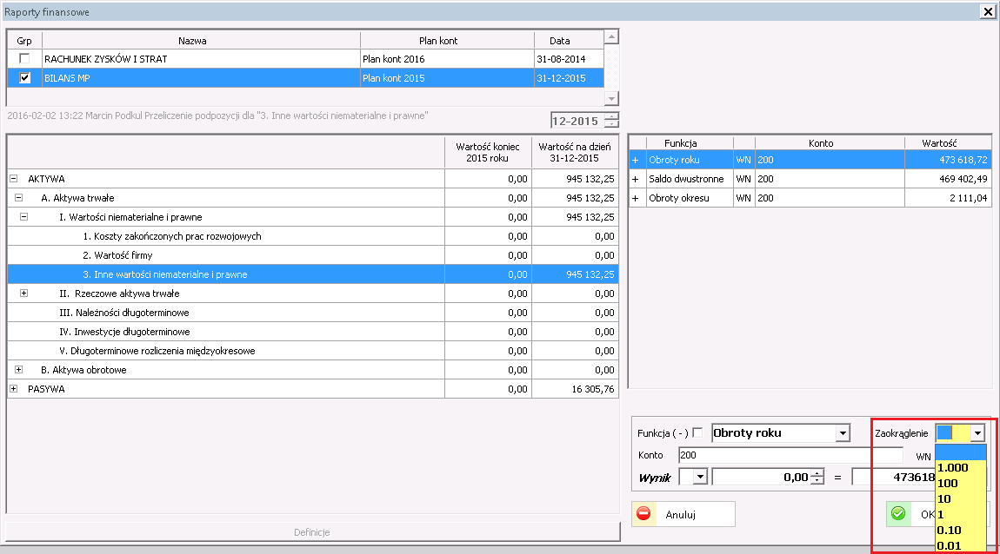 Raporty finansowe
Grp Nazwa Plan kont Data
RACHUNEK ZYSKÓW I STRAT Plan kont 2016 31-08-2014
BILANS MP Plan kont 2015 31-12-2015
2016-02-02 13:22 Marcin Podkul Przeliczenie podpozycji dla "3. Inne wartości niematerialne i prawne"
12-2015
Wartość koniec 2015 roku
Wartość na dzień 31-12-2015
AKTYWA 0,00 945 132,25
A. Aktywa trwałe 0,00 945 132,25
I. Wartości niematerialne i prawne 0,00 945 132,25
1. Koszty zakończonych prac rozwojowych 0,00 0,00
2. Wartość firmy 0,00 0,00
3. Inne wartości niematerialne i prawne 0,00 945 132,25
II. Rzeczowe aktywa trwałe 0,00 0,00
III. Należności długoterminowe 0,00 0,00
IV. Inwestycje długoterminowe 0,00 0,00
V. Długoterminowe rozliczenia międzyokresowe 0,00 0,00
B. Aktywa obrotowe 0,00 0,00
PASYWA 0,00 16 305,76
Definicje
Funkcja Konto Wartość
+ Obroty roku WN 200 473 618,72
+ Saldo dwustronne WN 200 469 402,49
+ Obroty okresu WN 200 2 111,04
Funkcja ( - ) Obroty roku Zaokrąglenie
Konto 200 WN
Wynik 0,00 = 473618
1.000
100
10
1
0.10
0.01
Anuluj OK